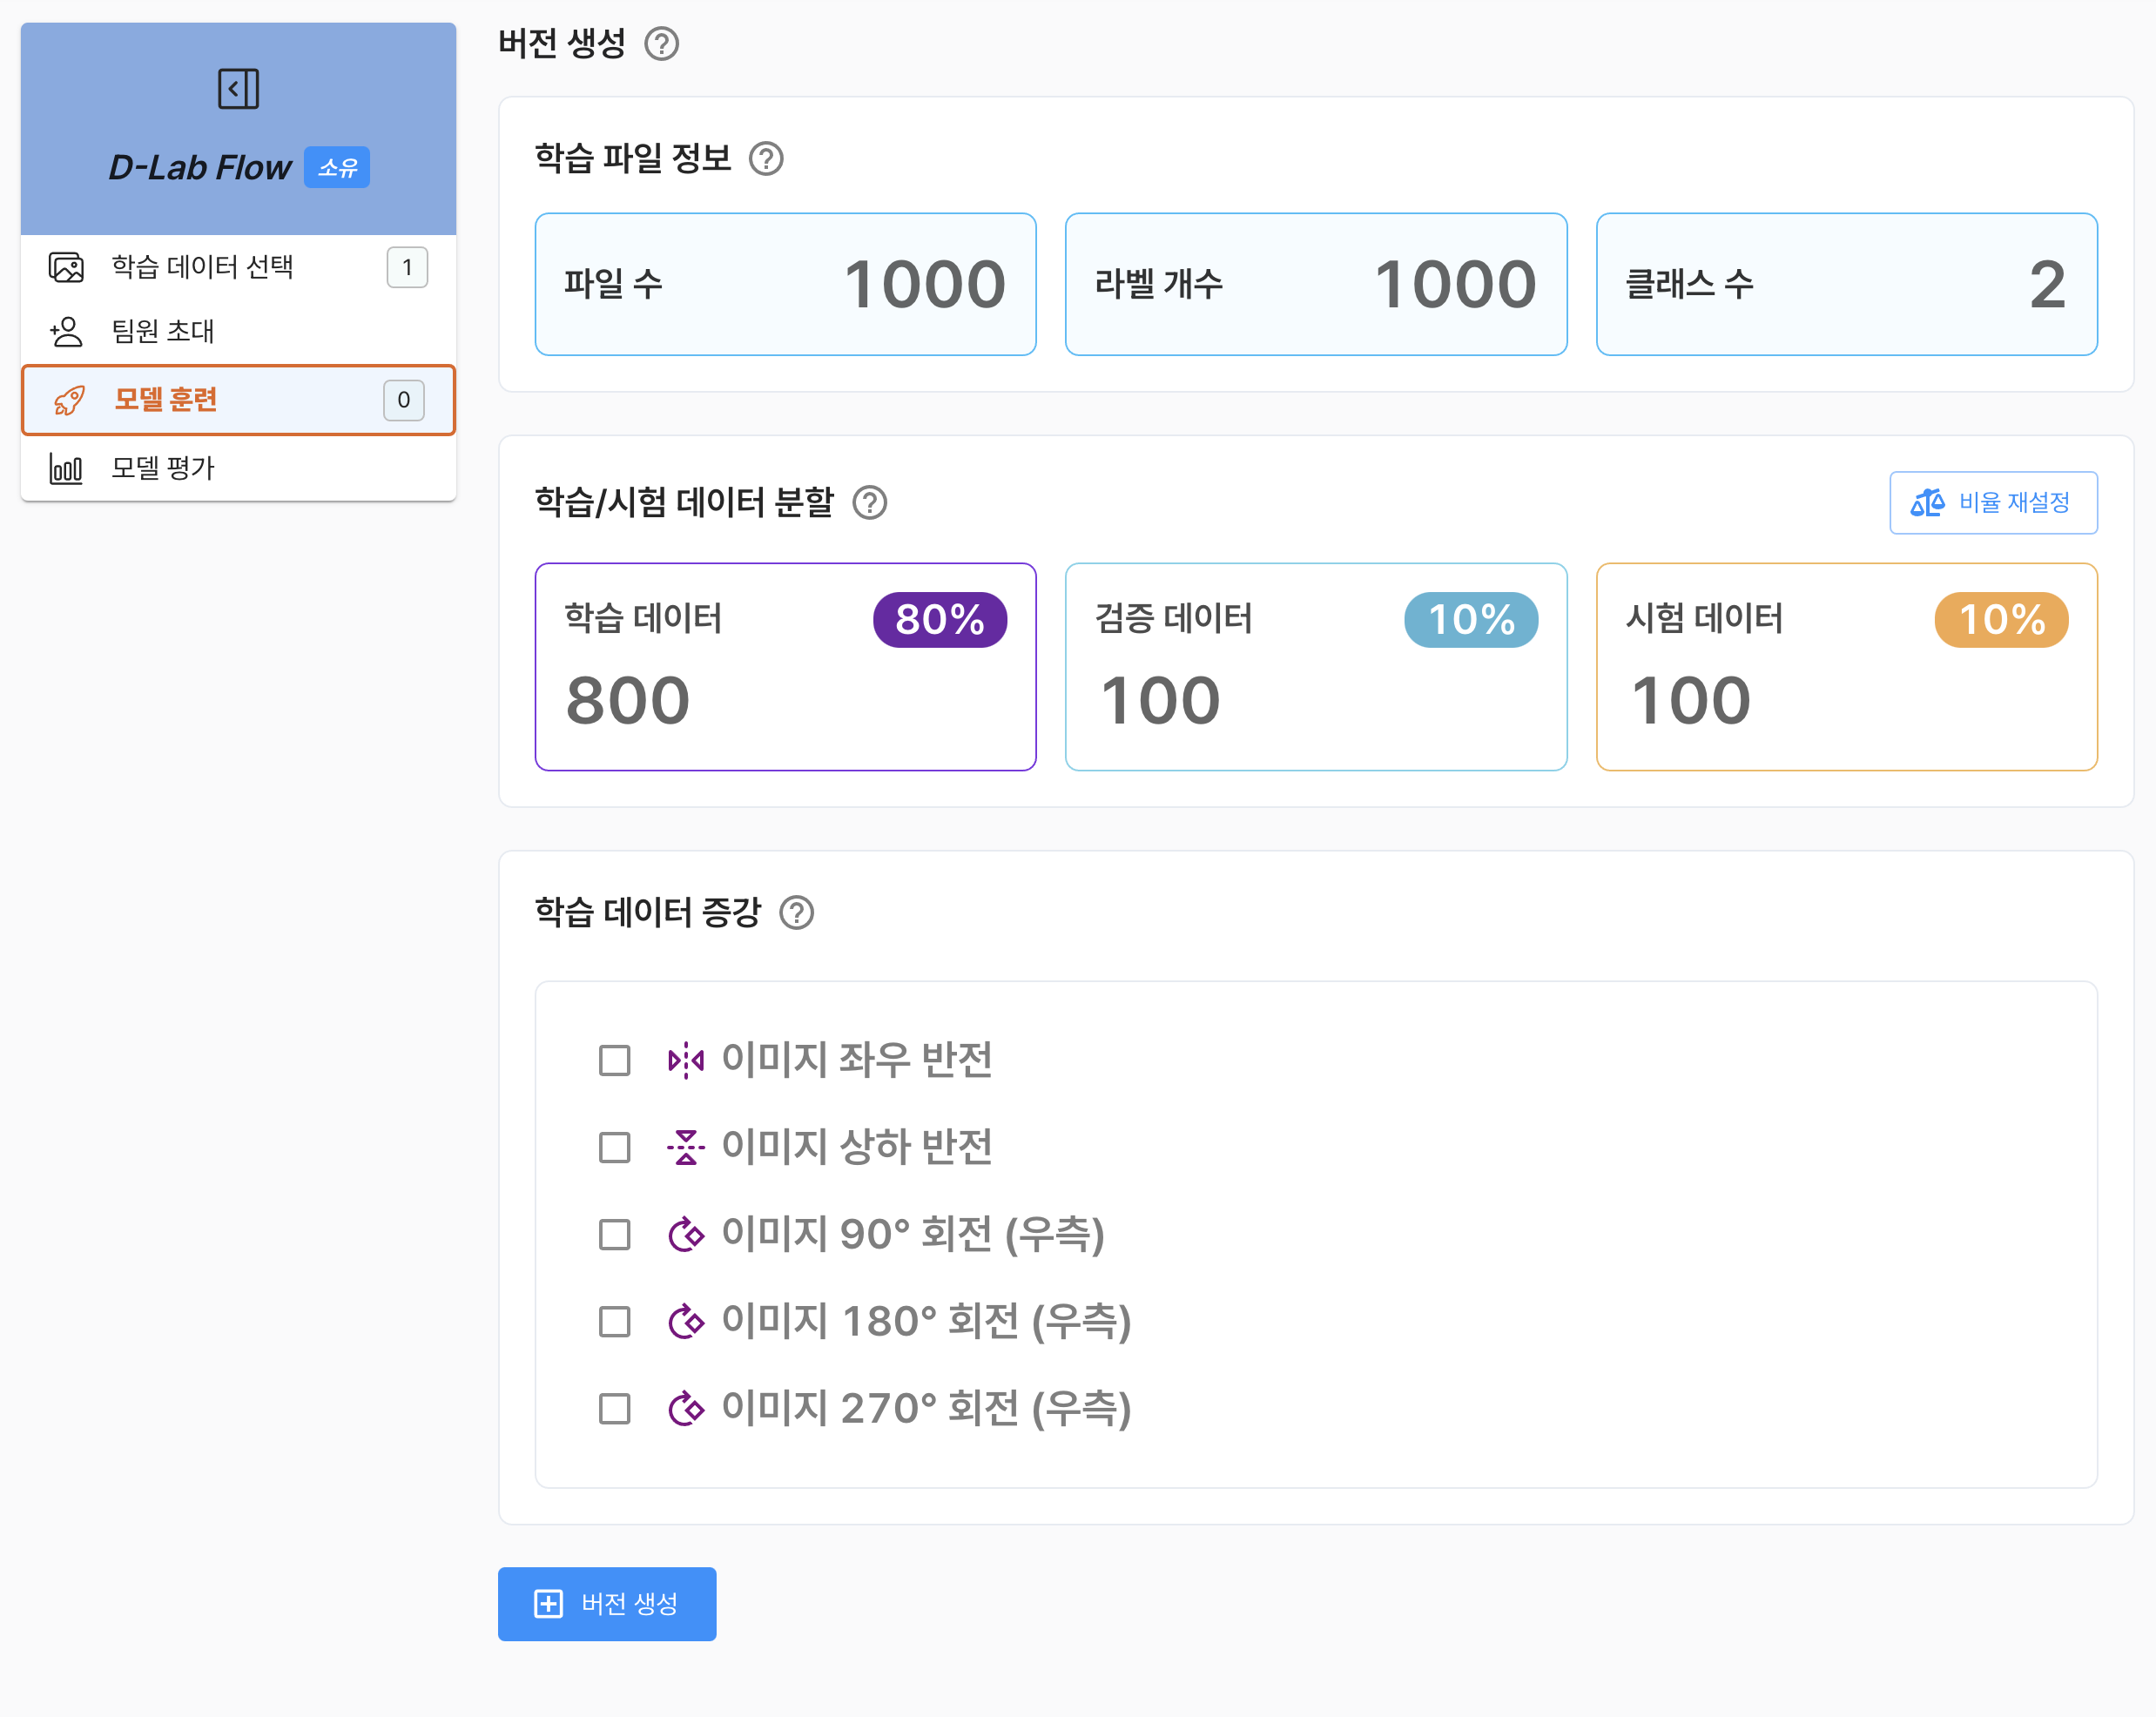 D-Lab Flow 소유
학습 데이터 선택 1
팀원 초대
모델 훈련 0
모델 평가
버전 생성
학습 파일 정보
파일 수 1000
라벨 개수 1000
클래스 수 2
학습/시험 데이터 분할
비율 재설정
학습 데이터 80%
800
검증 데이터 10%
100
시험 데이터 10%
100
학습 데이터 증강
이미지 좌우 반전
이미지 상하 반전
이미지 90° 회전 (우측)
이미지 180° 회전 (우측)
이미지 270° 회전 (우측)
버전 생성